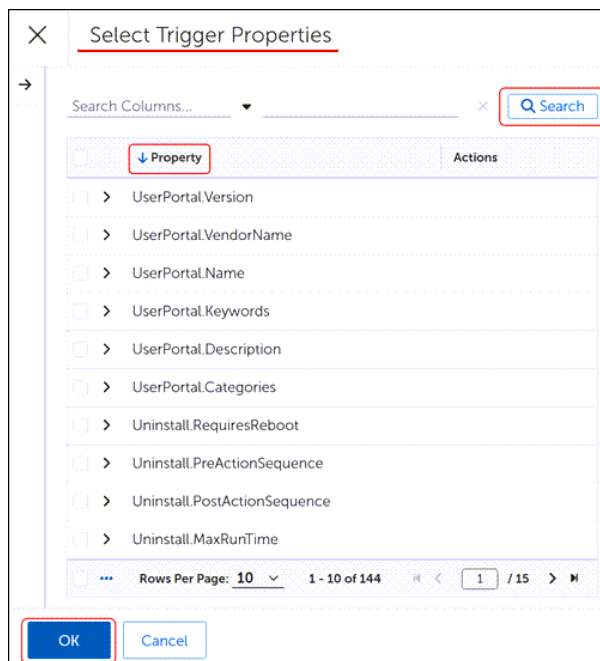 Select Trigger Properties
Search Columns... Search
Property Actions
UserPortal.Version
UserPortal.VendorName
UserPortal.Name
UserPortal.Keywords
UserPortal.Description
UserPortal.Categories
Uninstall.RequiresReboot
Uninstall.PreActionSequence
Uninstall.PostActionSequence
Uninstall.MaxRunTime
Rows Per Page: 10 1 - 10 of 144 1 / 15
OK Cancel